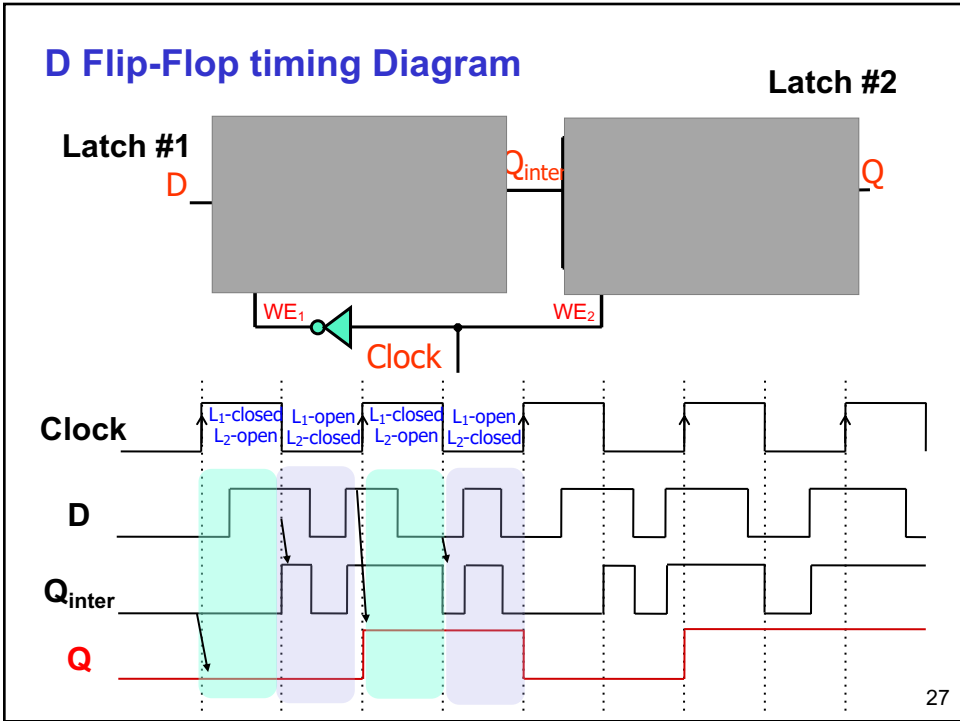 D Flip-Flop timing Diagram
Latch #2
Latch #1
D
Qinter
Q
WE1
WE2
Clock
Clock
L1-closed
L2-open
L1-open
L2-closed
L1-closed
L2-open
L1-open
L2-closed
D
Qinter
Q
27